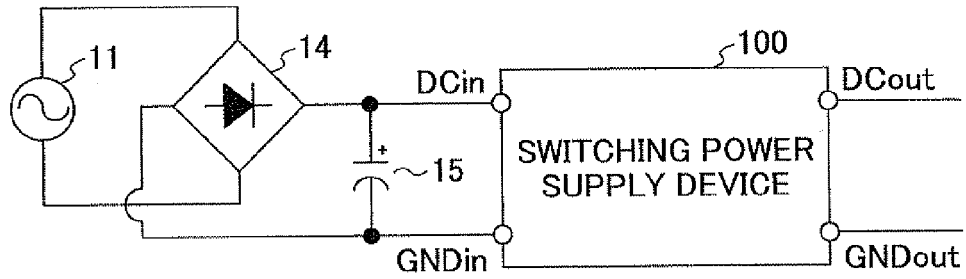 11
14
100
DCin
DCout
+
15
SWITCHING POWER
SUPPLY DEVICE
GNDin
GNDout